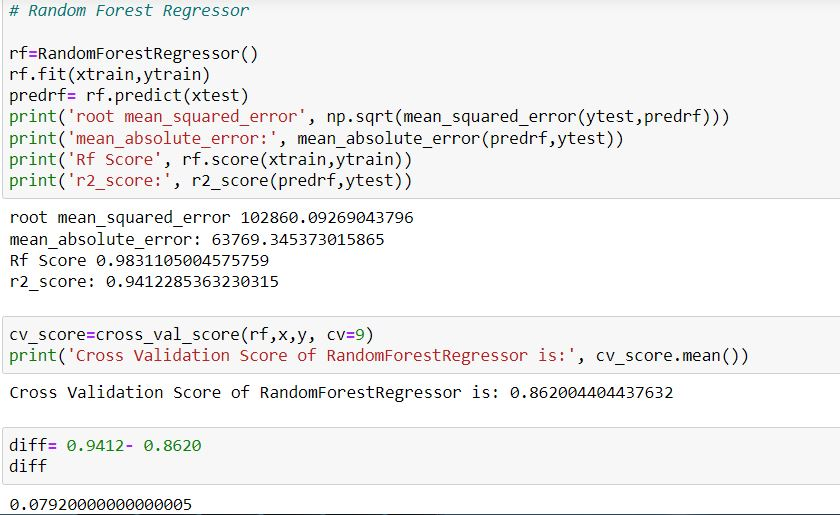 # Random Forest Regressor
rf=RandomForestRegressor()
rf.fit(xtrain,ytrain)
predrf= rf.predict(xtest)
print('root mean_squared_error', np.sqrt(mean_squared_error(ytest,predrf)))
print('mean_absolute_error:', mean_absolute_error(predrf,ytest))
print('Rf Score', rf.score(xtrain,ytrain))
print('r2_score:', r2_score(predrf,ytest))
root mean_squared_error 102860.09269043796
mean_absolute_error: 63769.345373015865
Rf Score 0.9831105004575759
r2_score: 0.9412285363230315
cv_score=cross_val_score(rf,x,y, cv=9)
print('Cross Validation Score of RandomForestRegressor is:', cv_score.mean())
Cross Validation Score of RandomForestRegressor is: 0.862004404437632
diff= 0.9412- 0.8620
diff
0.07920000000000005